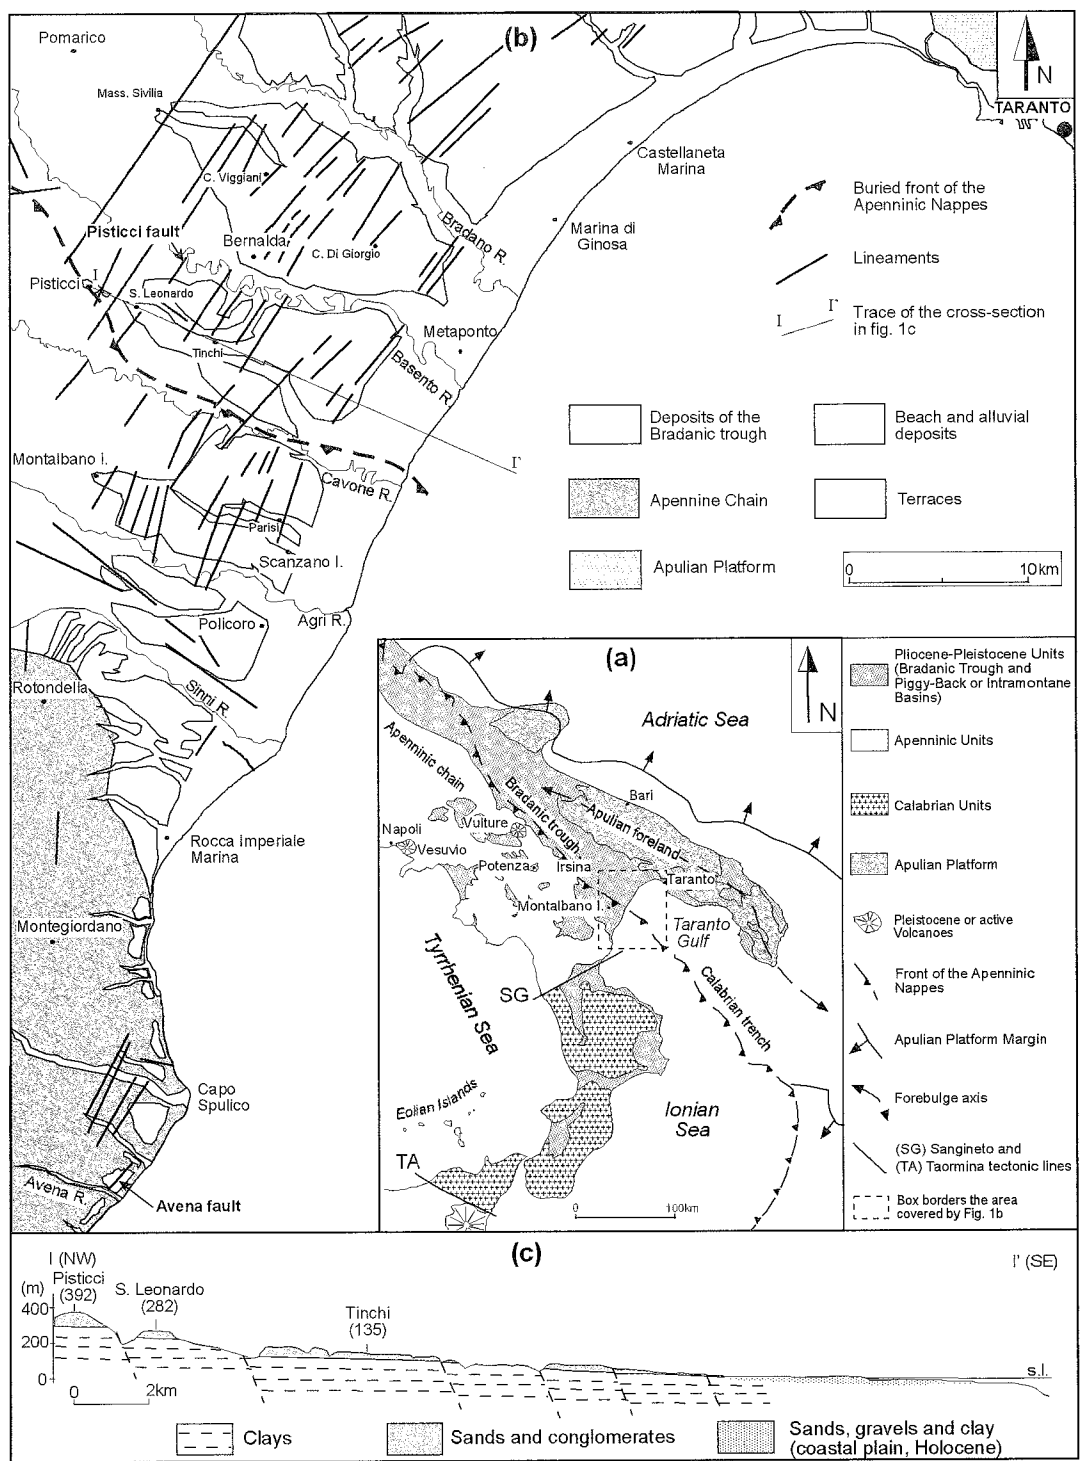 (b)
Pomarico
N
TARANTO
Mass. Sivilia
Castellaneta
Marina
C. Viggiani
Buried front of the
Apenninic Nappes
Bradano R.
Marina di
Ginosa
Pisticci fault
Bernalda
C. Di Giorgio
Lineaments
Pisticci
I
S. Leonardo
Metaponto
I I'
Trace of the cross-section
in fig. 1c
Tinchi
Basento R.
Deposits of the
Bradanic trough
Beach and alluvial
deposits
Montalbano i.
I'
Cavone R.
Apennine Chain
Terraces
Parisi
Scanzano I.
Apulian Platform
0 10km
Policoro
Agri R.
Rotondella
Sinni R.
Rocca Imperiale
Marina
Montegiordano
Capo
Spulico
Avena R.
Avena fault
(a)
N
Adriatic Sea
Apenninic chain
Bradanic trough
Apulian foreland
Bari
Napoli
Vulture
Vesuvio
Potenza
Irsina
Taranto
Montalbano
Taranto
Gulf
Tyrrhenian Sea
SG
Calabrian trench
Eolian Islands
Ionian
Sea
TA
0 100km
Pliocene-Pleistocene Units
(Bradanic Trough and
Piggy-Back or Intramontane
Basins)
Apenninic Units
Calabrian Units
Apulian Platform
Pleistocene or active
Volcanoes
Front of the Apenninic
Nappes
Apulian Platform Margin
Forebulge axis
(SG) Sangineto and
(TA) Taormina tectonic lines
Box borders the area
covered by Fig. 1b
(c)
I (NW)
I' (SE)
Pisticci
(392)
S. Leonardo
(282)
Tinchi
(135)
(m)
400
200
0
s.l.
0 2km
Clays
Sands and conglomerates
Sands, gravels and clay
(coastal plain, Holocene)